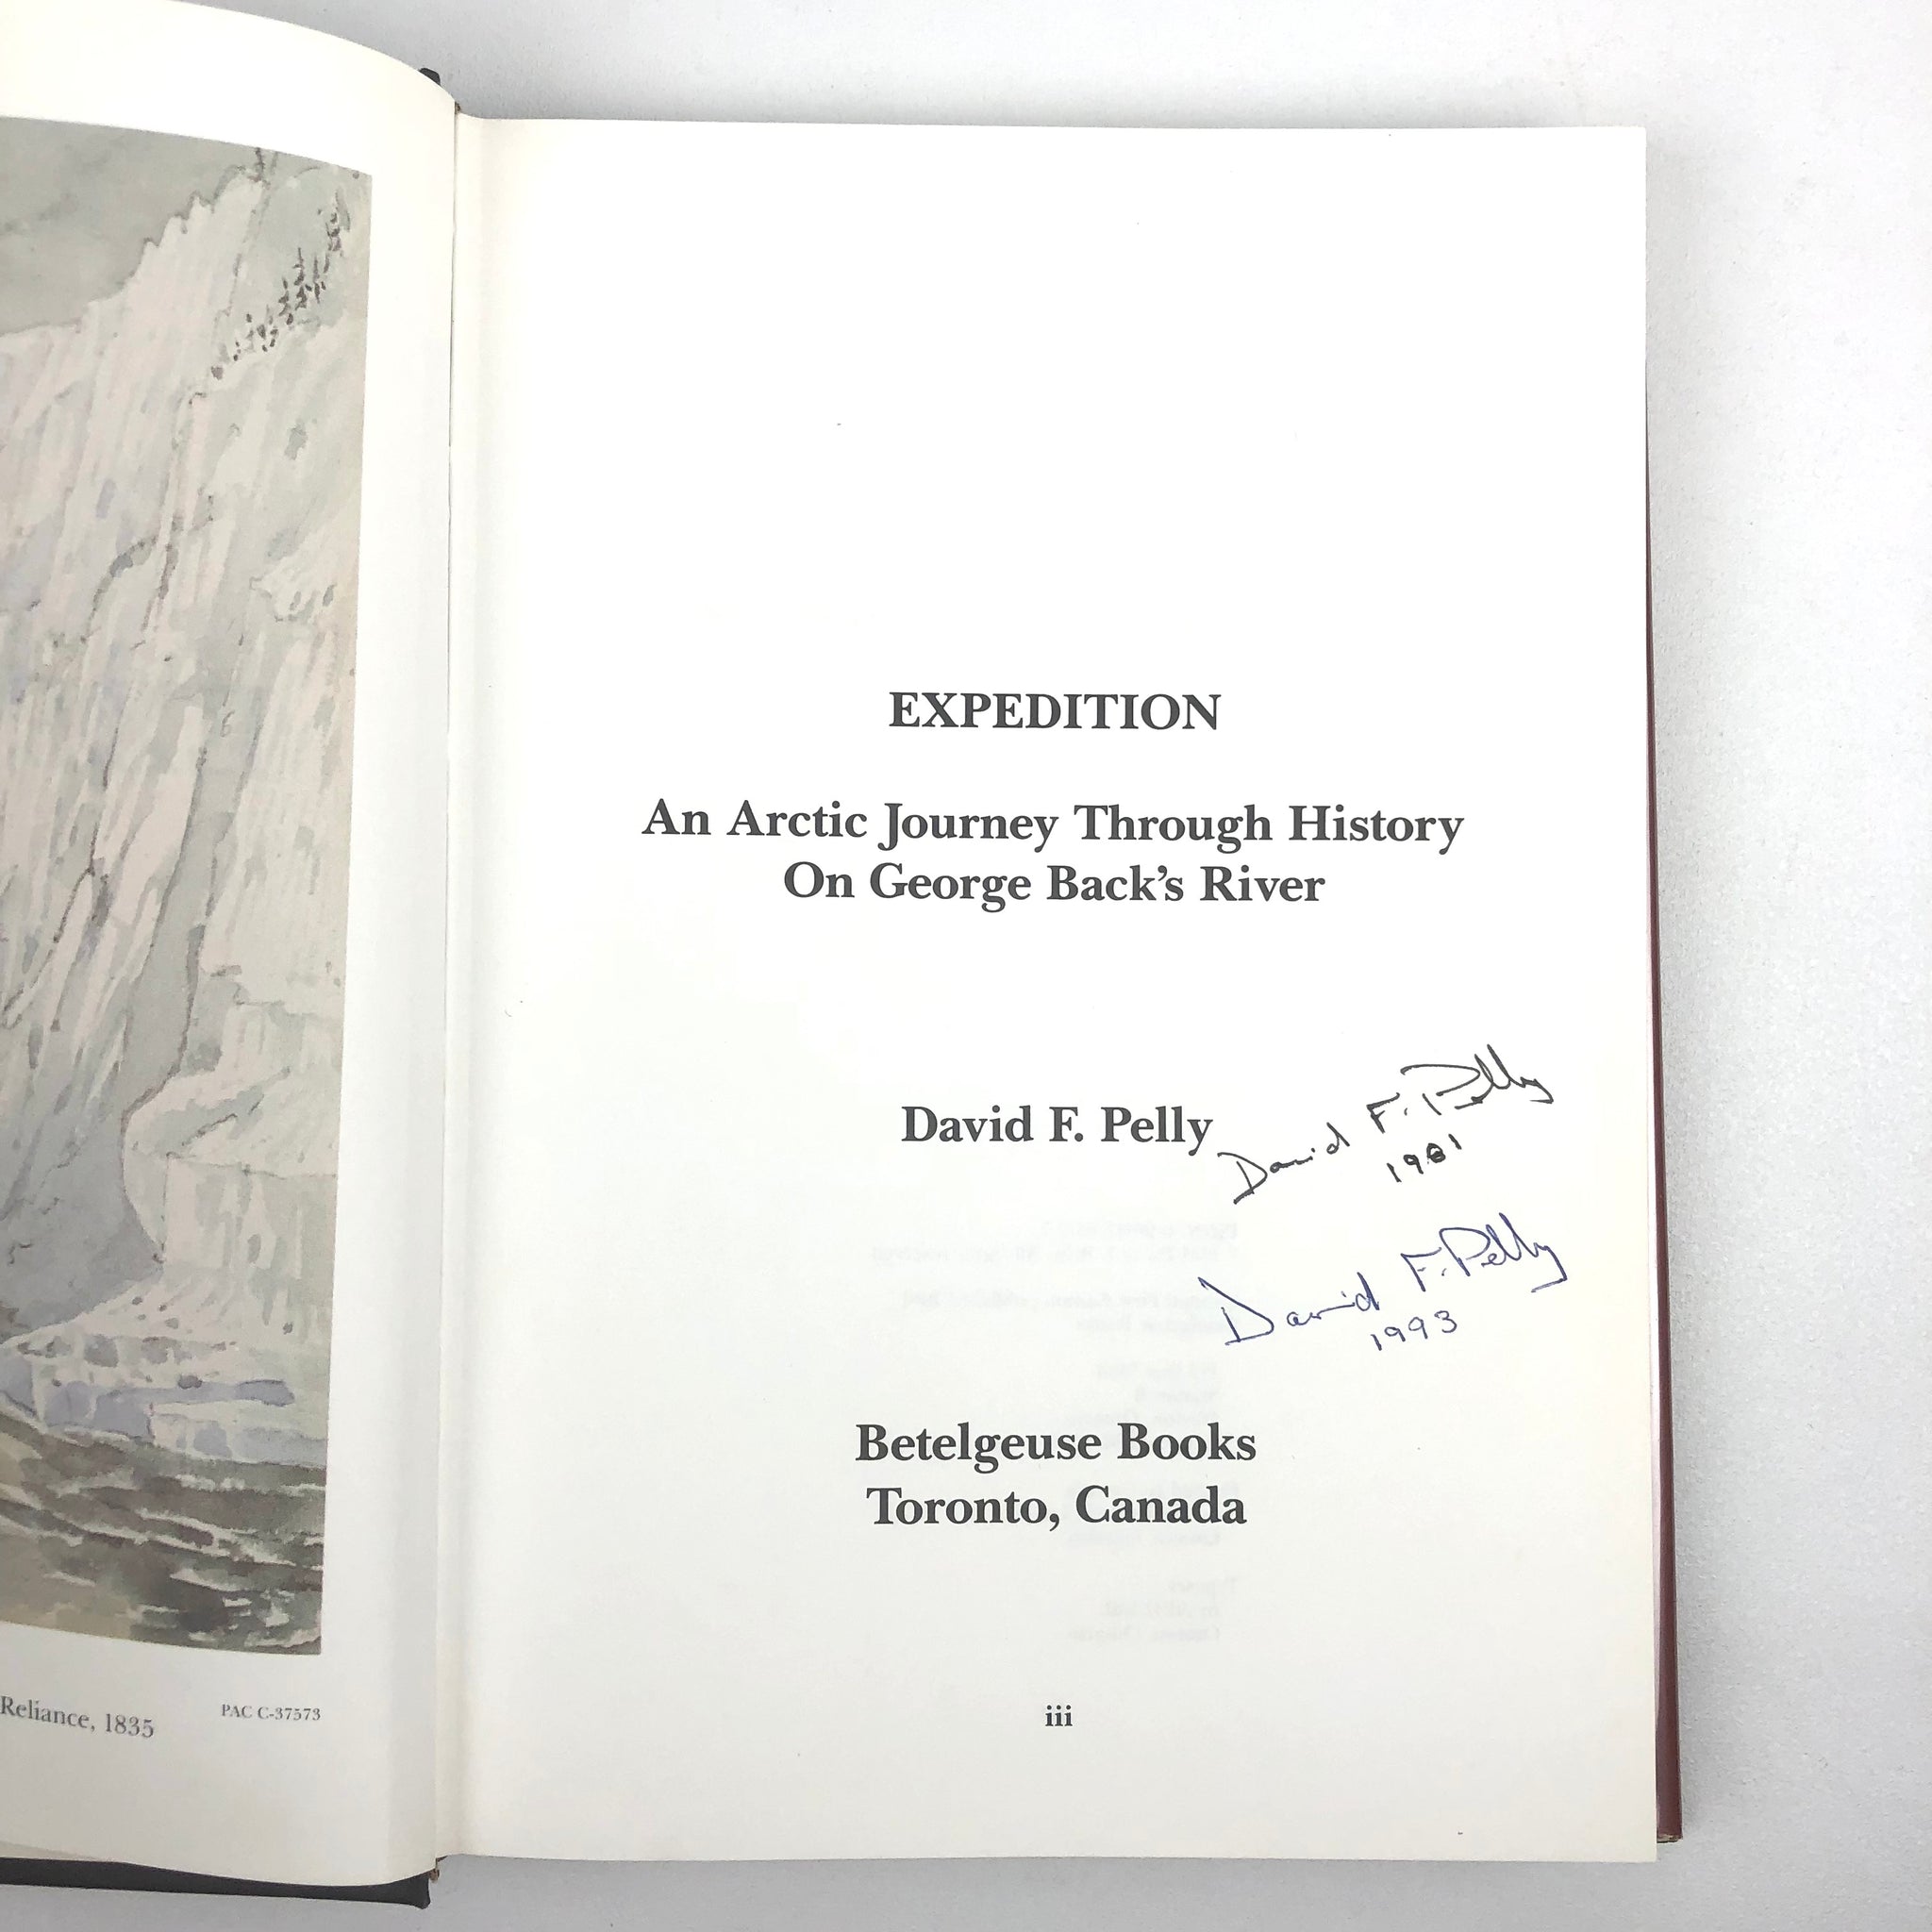 Reliance, 1835 PAC C-37573
EXPEDITION
An Arctic Journey Through History
On George Back's River
David F. Pelly
David F. Pelly
1981
David F. Pelly
1993
Betelgeuse Books
Toronto, Canada
iii